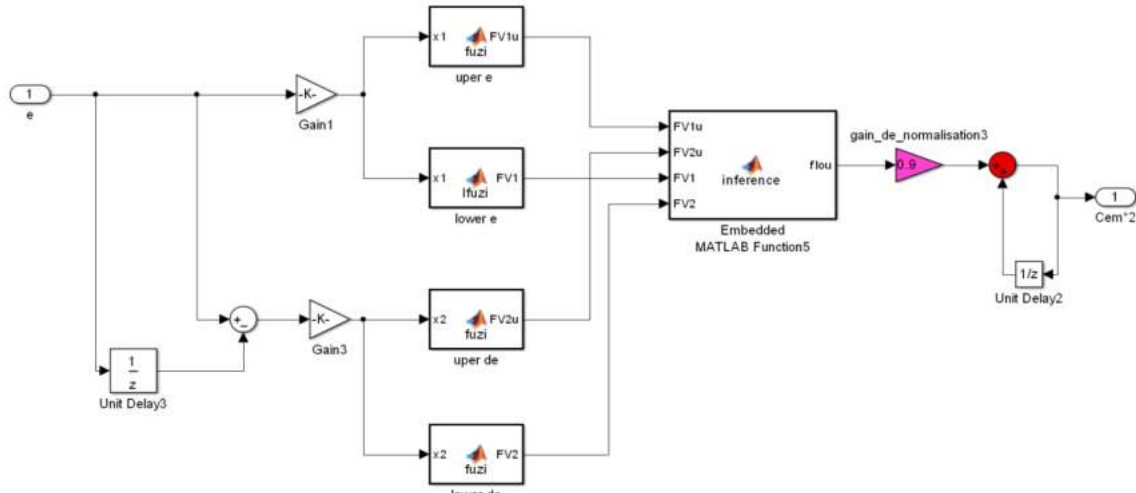 x1
fuzi
FV1u
uper e
1
e
-K-
Gain1
x1
lfuzi
FV1
lower e
FV1u
FV2u
FV1
FV2
inference
flou
Embedded
MATLAB Function5
gain_de_normalisation3
0.9
+
+
1
Cem*2
1/z
Unit Delay2
+
-
-K-
Gain3
1
z
Unit Delay3
x2
fuzi
FV2u
uper de
x2
fuzi
FV2
lower de